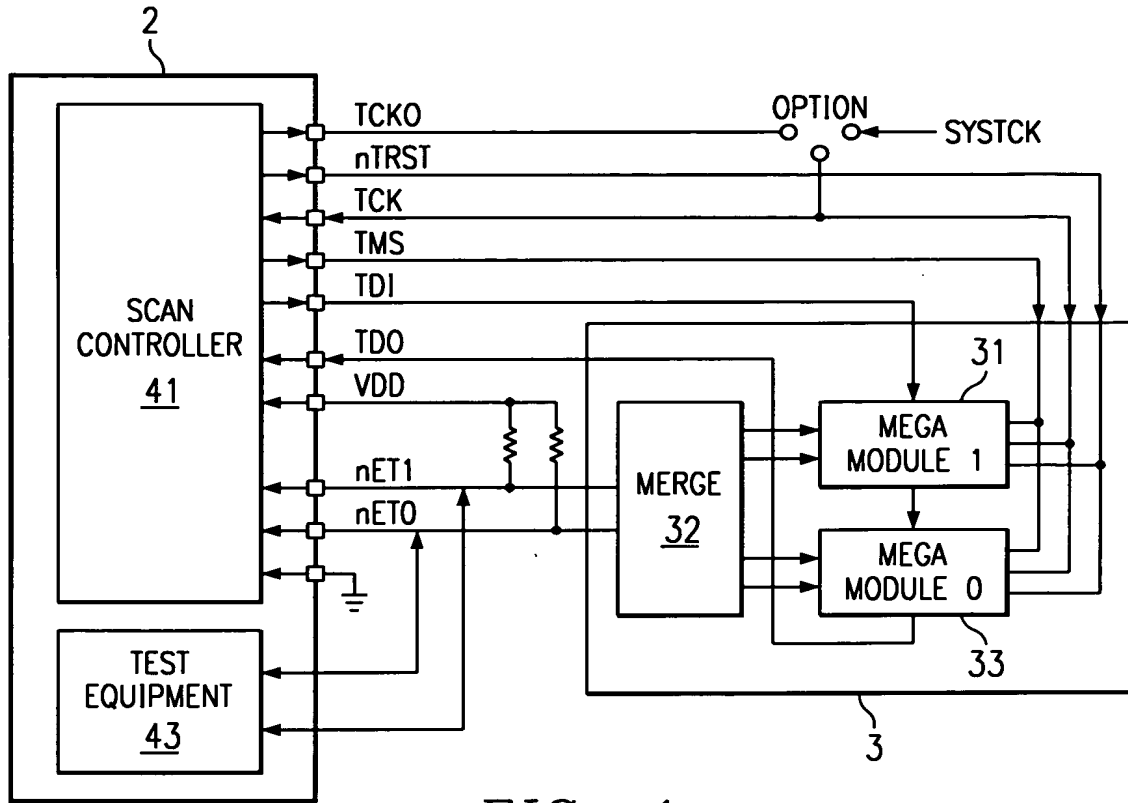 2
TCKO
OPTION
SYSTCK
nTRST
TCK
TMS
TDI
SCAN
CONTROLLER
41
TDO
VDD
31
MEGA
MODULE 1
nET1
MERGE
32
nET0
MEGA
MODULE 0
33
TEST
EQUIPMENT
43
3